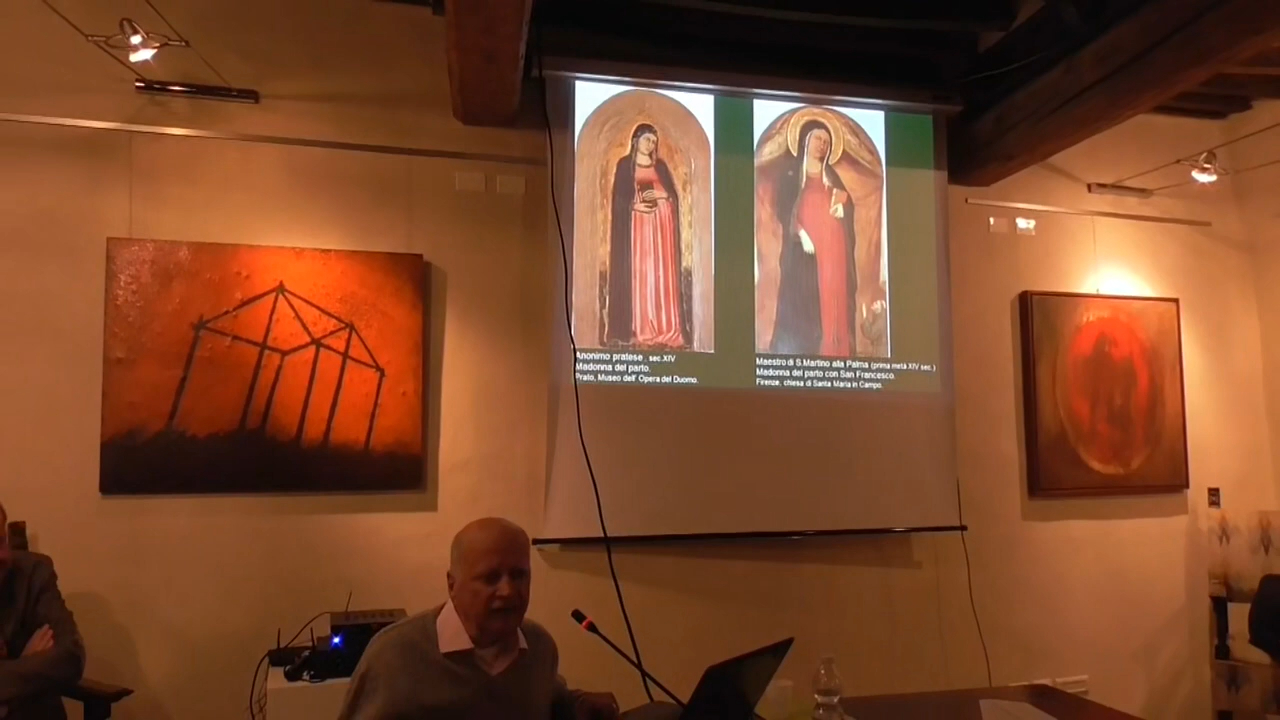 Anonimo pratese , sec.XIV
Madonna del parto.
Prato, Museo dell' Opera del Duomo.
Maestro di S.Martino alla Palma (prima metà XIV sec.)
Madonna del parto con San Francesco.
Firenze, chiesa di Santa Maria in Campo.